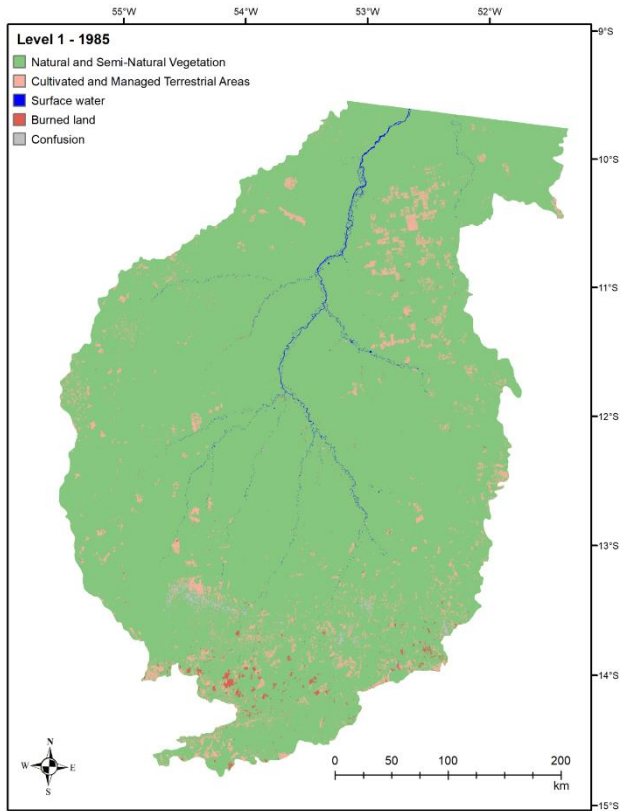 55°W 54°W 53°W 52°W
9°S
Level 1 - 1985
Natural and Semi-Natural Vegetation
Cultivated and Managed Terrestrial Areas
Surface water
Burned land
Confusion
10°S
11°S
12°S
13°S
14°S
N
W E
S
0 50 100 200
km
15°S